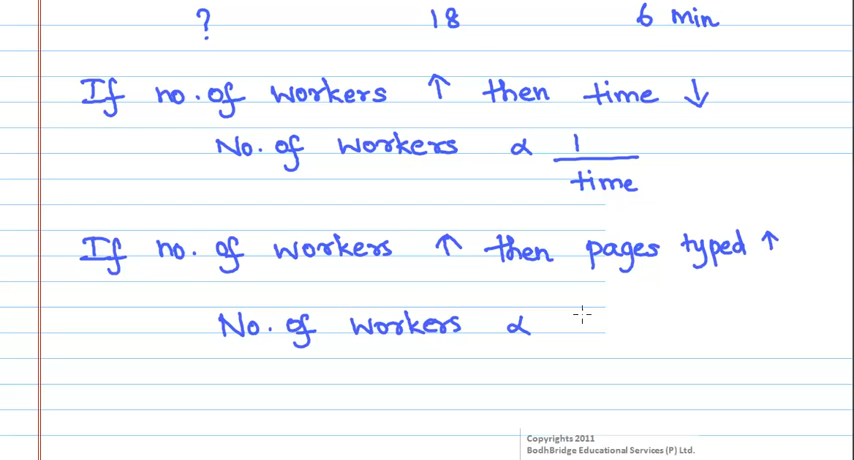 ? 18 6 min
If no. of workers ↑ then time ↓
No. of workers ∝ 1
time
If no. of workers ↑ then pages typed ↑
No. of workers ∝
Copyrights 2011
BodhBridge Educational Services (P) Ltd.